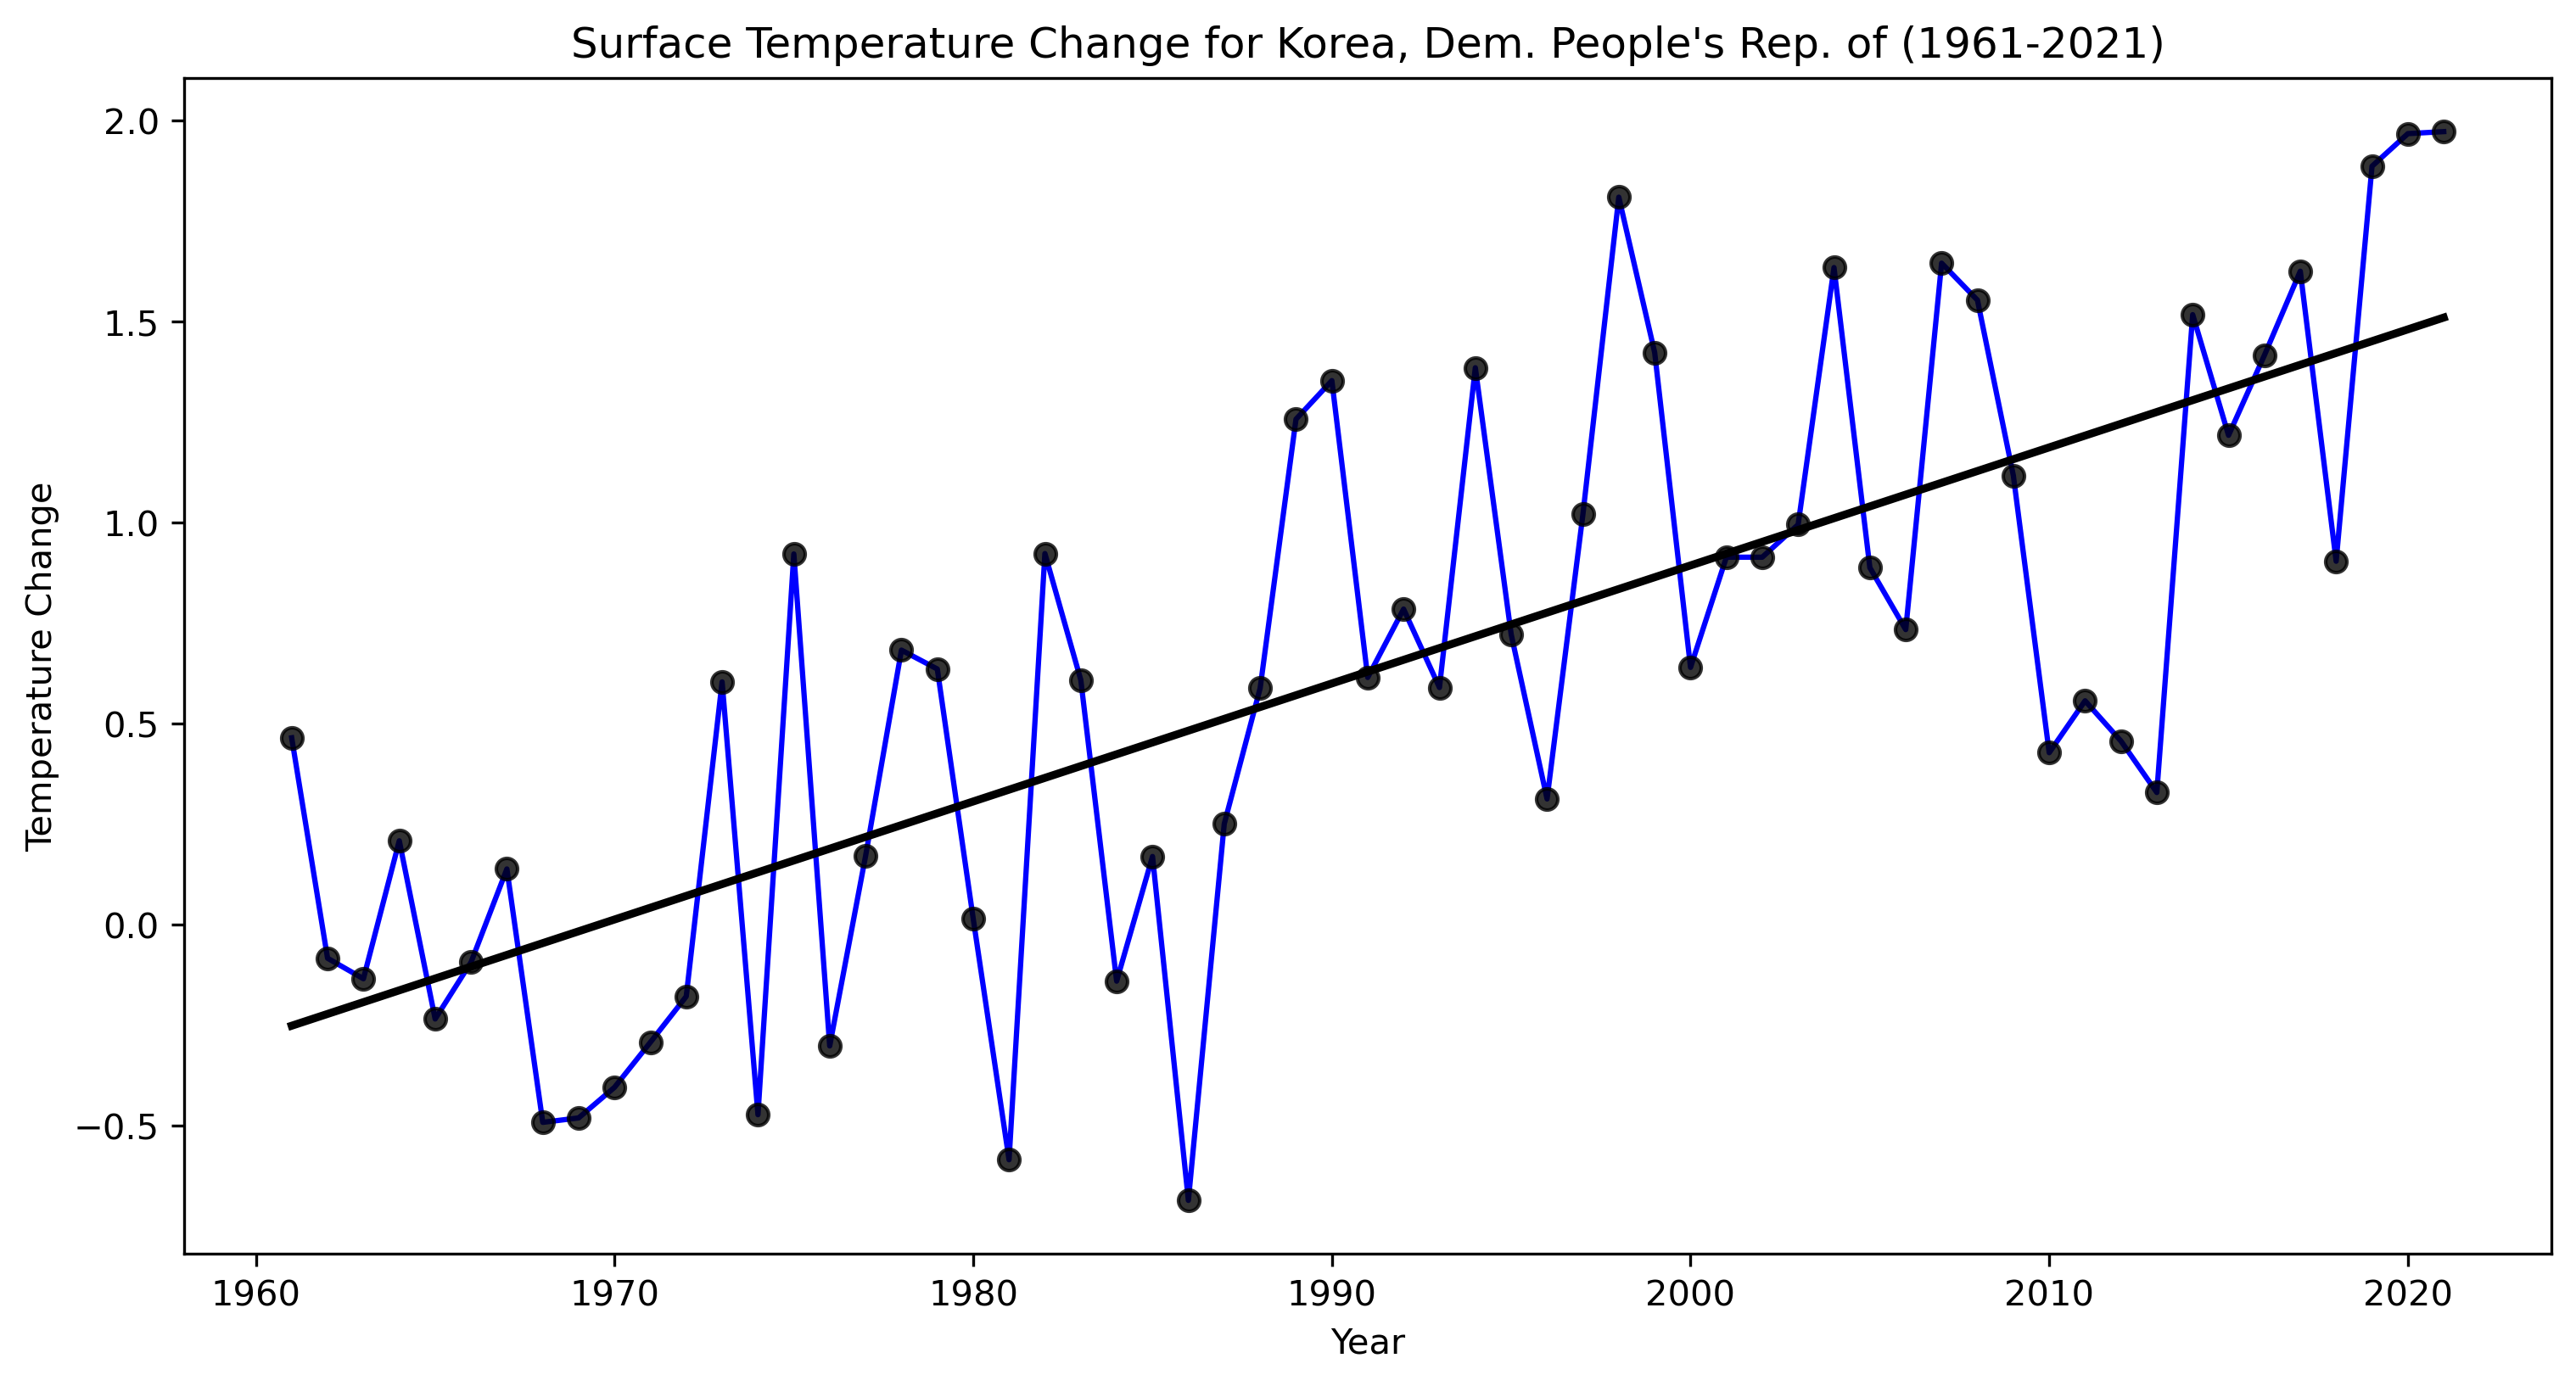 Surface Temperature Change for Korea, Dem. People's Rep. of (1961-2021)
Temperature Change
2.0
1.5
1.0
0.5
0.0
−0.5
1960 1970 1980 1990 2000 2010 2020
Year